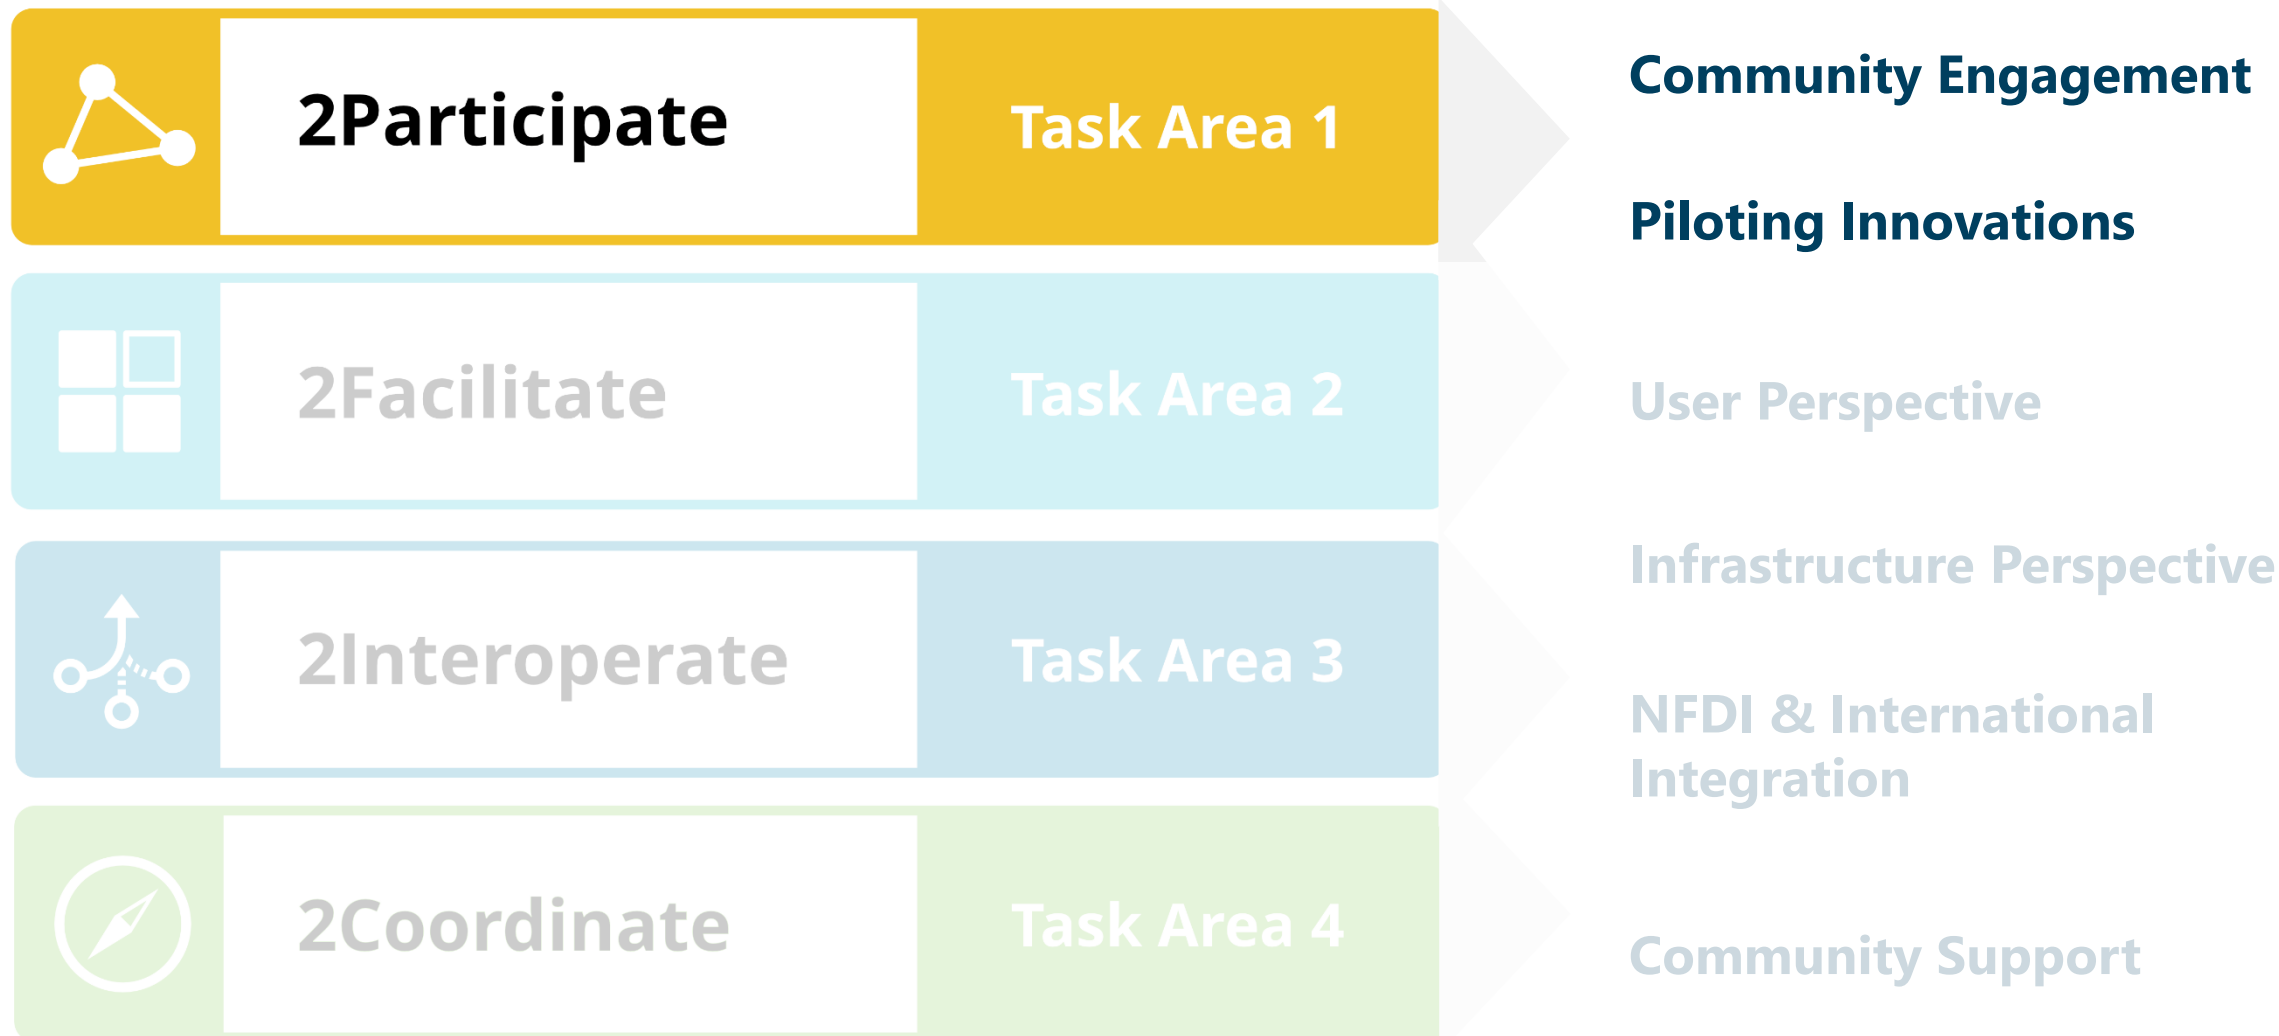 2Participate
Task Area 1
Community Engagement
Piloting Innovations
2Facilitate
Task Area 2
User Perspective
Infrastructure Perspective
2Interoperate
Task Area 3
NFDI & International
Integration
2Coordinate
Task Area 4
Community Support